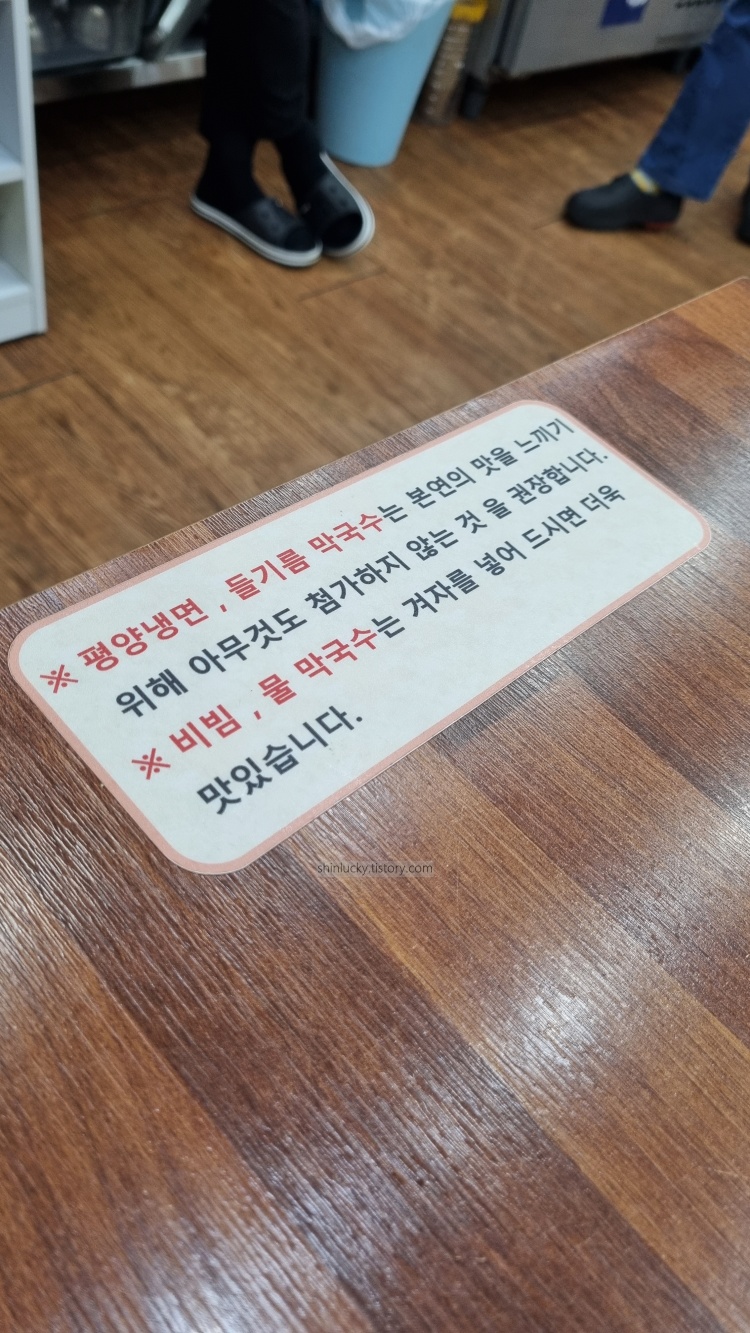 ※ 평양냉면 , 들기름 막국수는 본연의 맛을 느끼기
위해 아무것도 첨가하지 않는 것 을 권장합니다.
※ 비빔 , 물 막국수는 겨자를 넣어 드시면 더욱
맛있습니다.
shinlucky.tistory.com